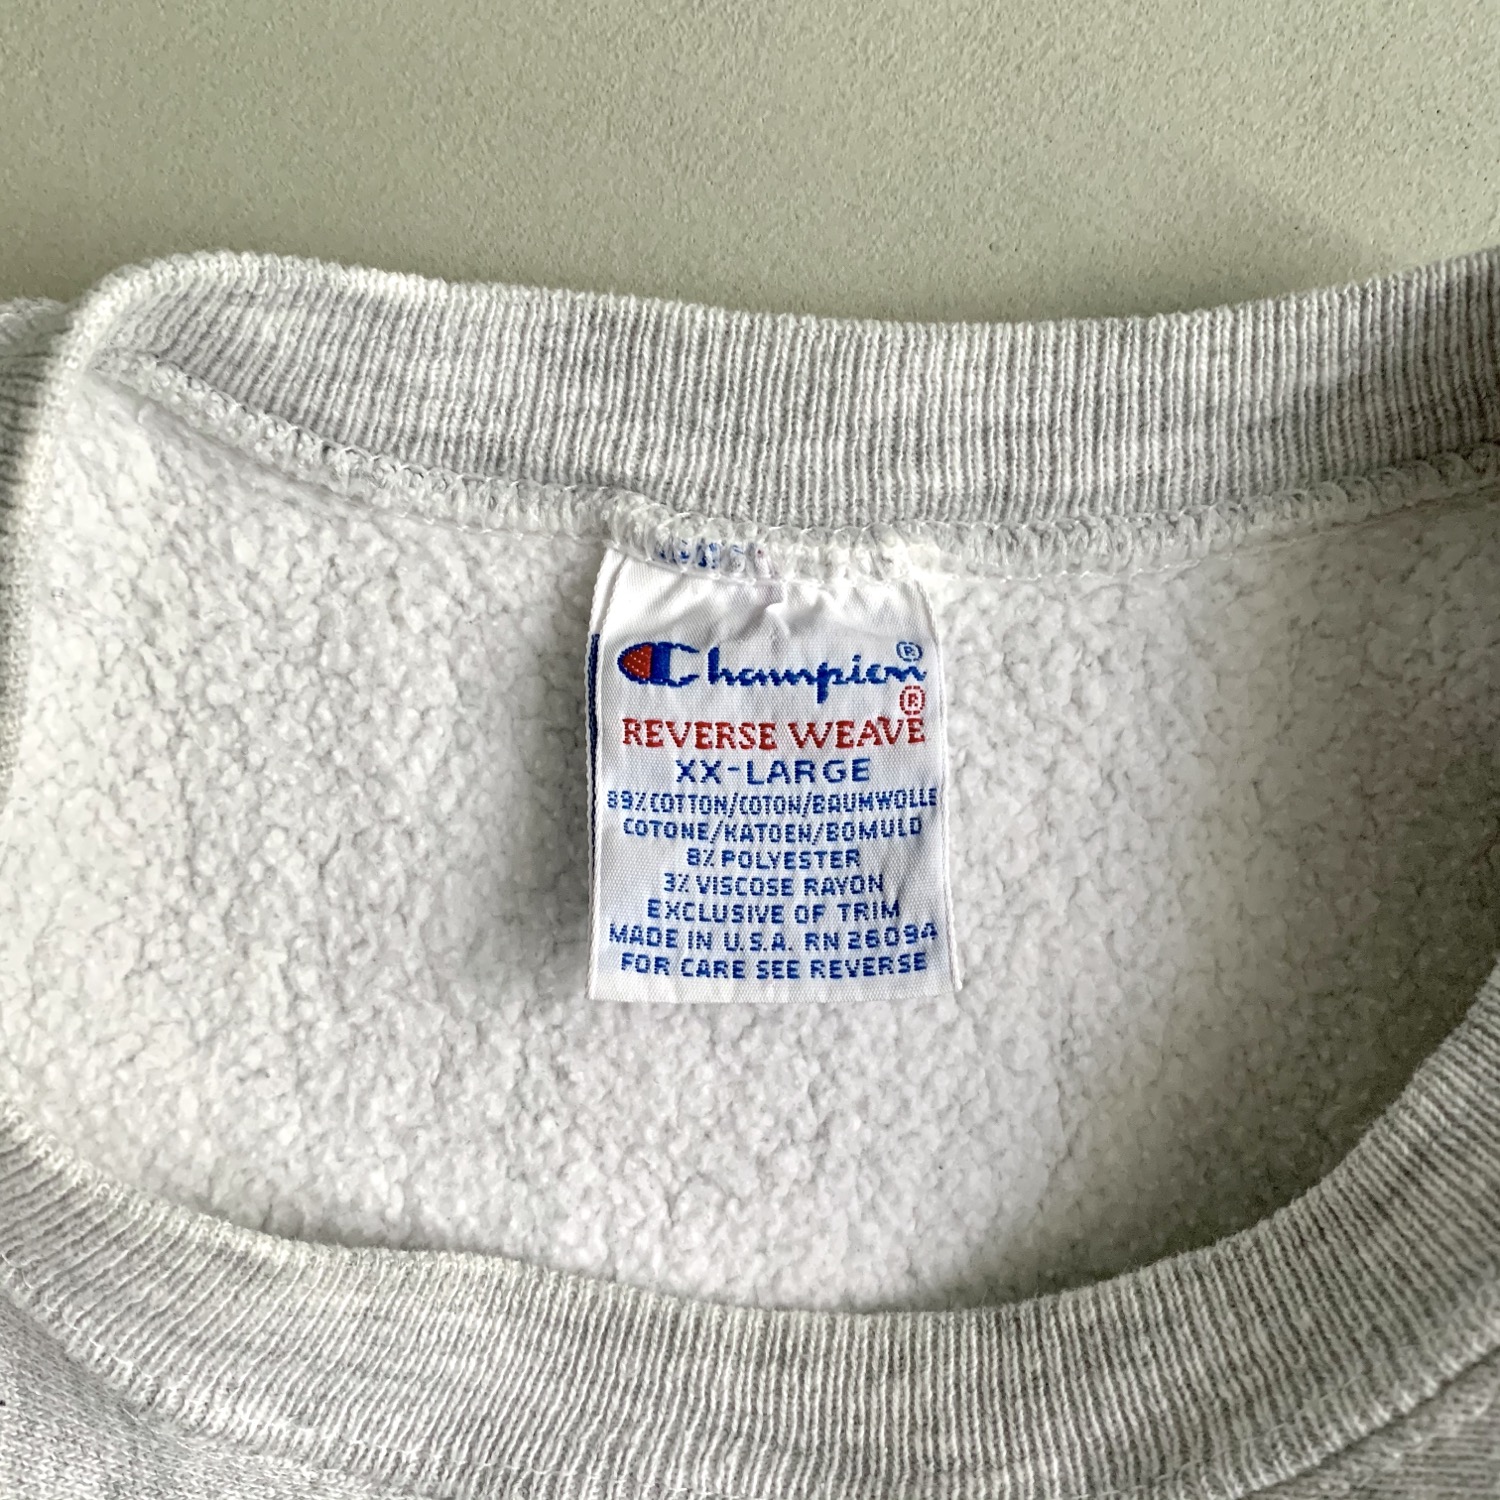 Champion®
REVERSE WEAVE®
XX-LARGE
89% COTTON/COTON/BAUMWOLLE
COTONE/KATOEN/BOMULD
8% POLYESTER
3% VISCOSE RAYON
EXCLUSIVE OF TRIM
MADE IN U.S.A. RN 26094
FOR CARE SEE REVERSE